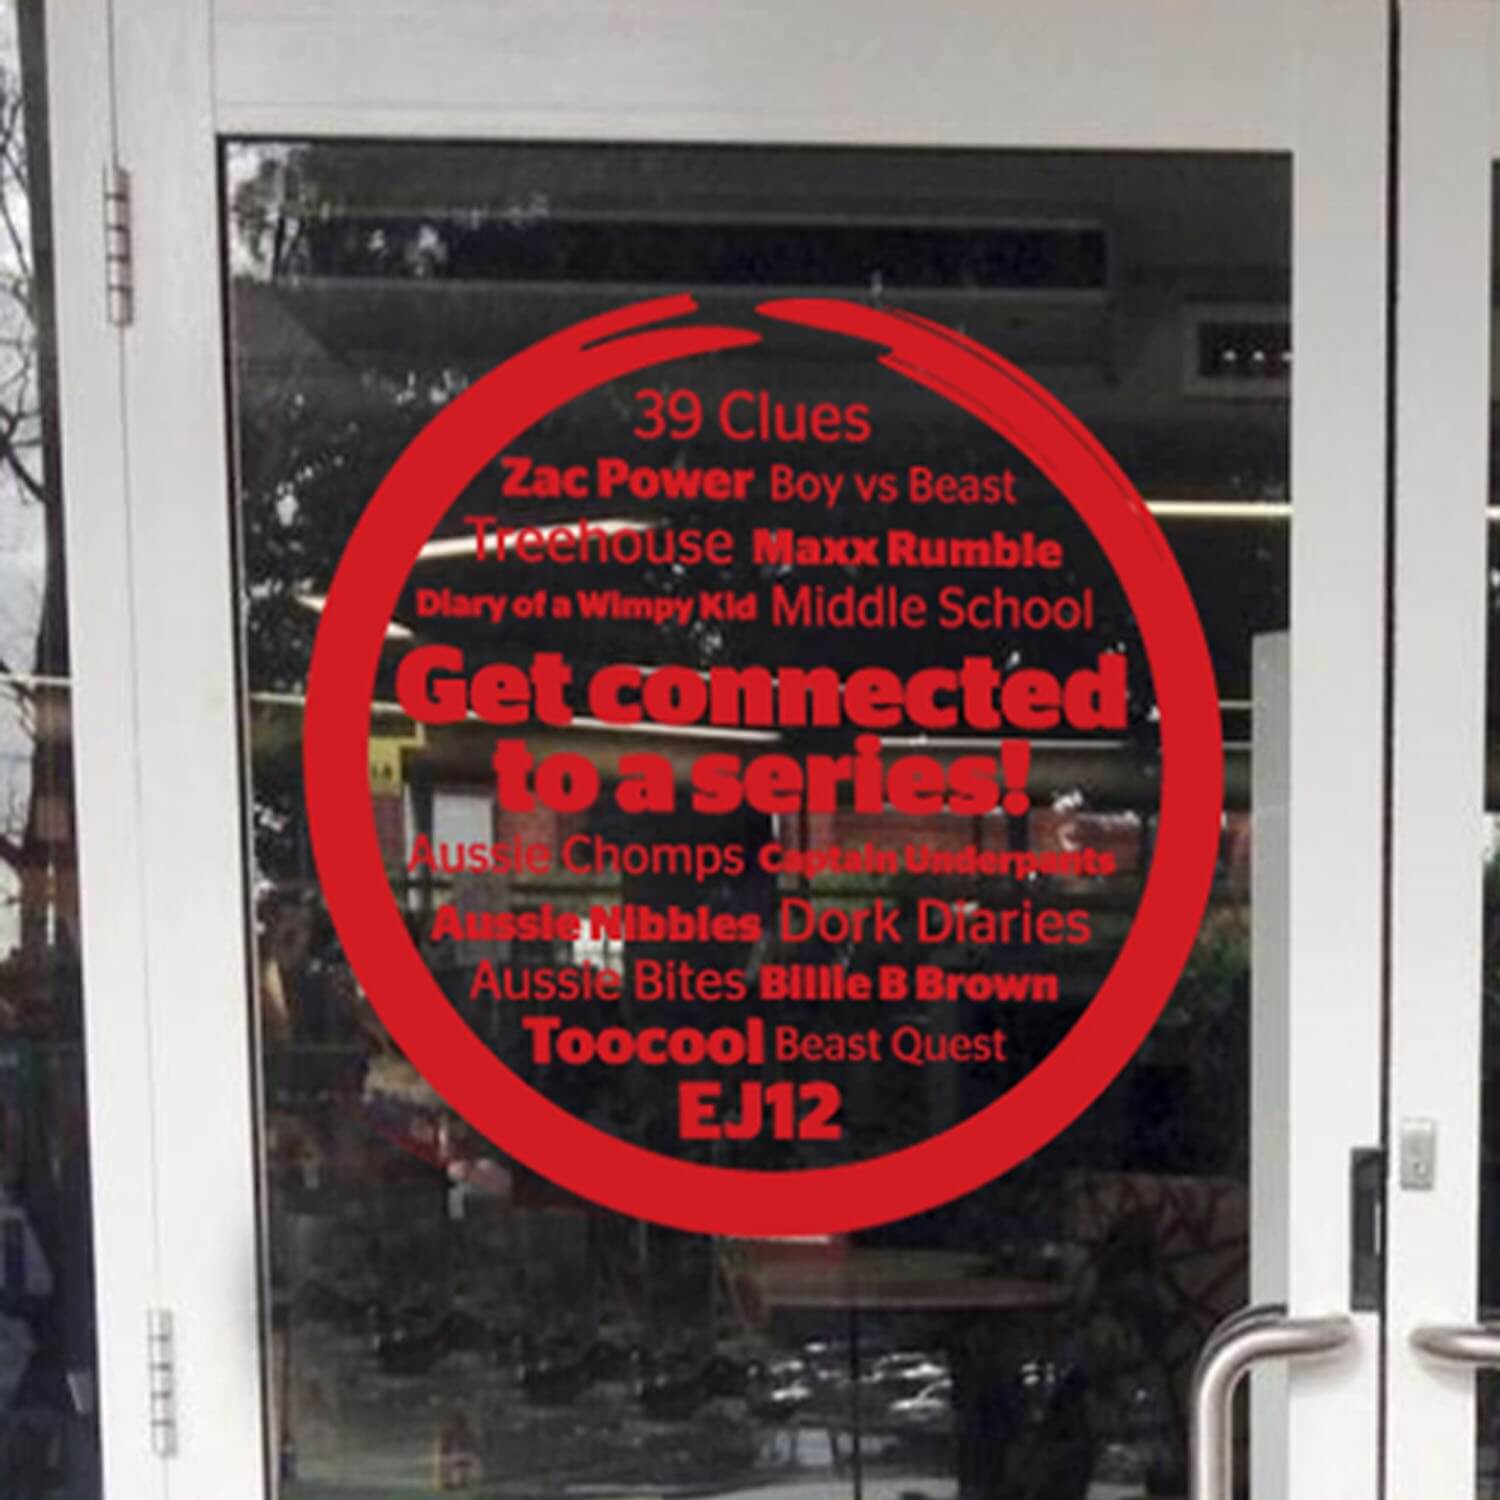 39 Clues
Zac Power Boy vs Beast
Treehouse Maxx Rumble
Diary of a Wimpy Kid Middle School
Get connected
to a series!
Aussie Chomps Captain Underpants
Aussie Nibbles Dork Diaries
Aussie Bites Billie B Brown
Toocool Beast Quest
EJ12